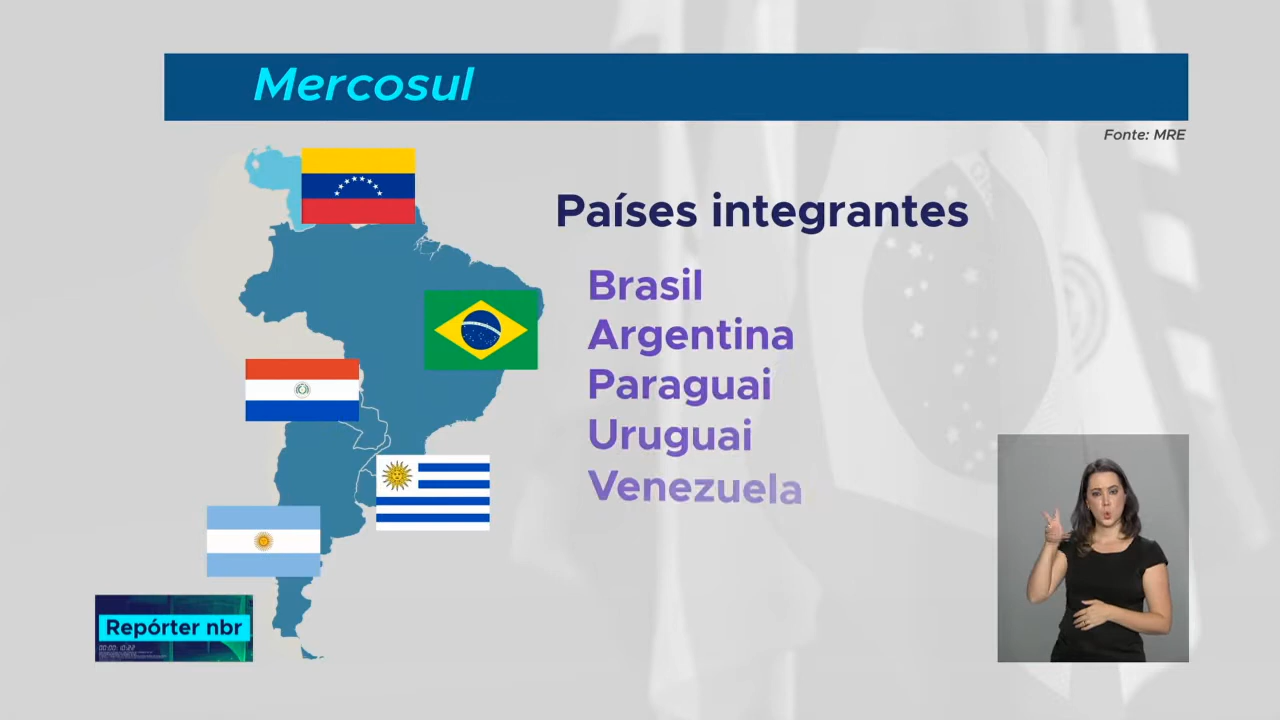 Mercosul
Fonte: MRE
Países integrantes
Brasil
Argentina
Paraguai
Uruguai
Venezuela
Repórter nbr